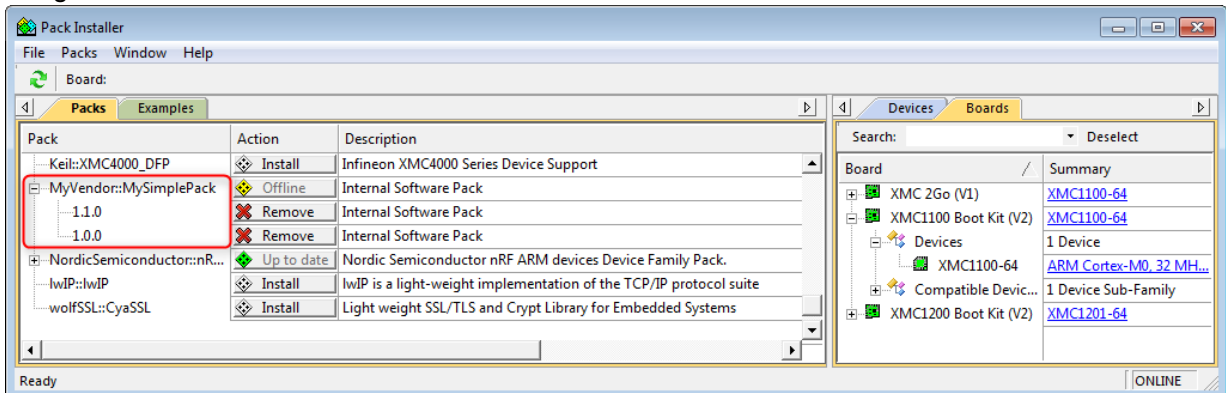 Pack Installer
File Packs Window Help
Board:
Packs Examples
Pack Action Description
Keil::XMC4000_DFP Install Infineon XMC4000 Series Device Support
MyVendor::MySimplePack Offline Internal Software Pack
1.1.0 Remove Internal Software Pack
1.0.0 Remove Internal Software Pack
NordicSemiconductor::nR... Up to date Nordic Semiconductor nRF ARM devices Device Family Pack.
lwIP::lwIP Install lwIP is a light-weight implementation of the TCP/IP protocol suite
wolfSSL::CyaSSL Install Light weight SSL/TLS and Crypt Library for Embedded Systems
Devices Boards
Search: Deselect
Board Summary
XMC 2Go (V1) XMC1100-64
XMC1100 Boot Kit (V2) XMC1100-64
Devices 1 Device
XMC1100-64 ARM Cortex-M0, 32 MH...
Compatible Devic... 1 Device Sub-Family
XMC1200 Boot Kit (V2) XMC1201-64
Ready ONLINE